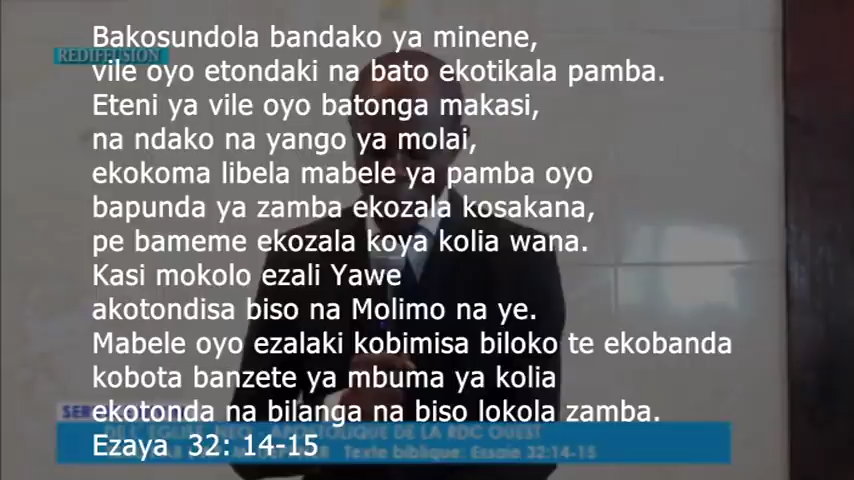 REDIFFUSION
Bakosundola bandako ya minene,
vile oyo etondaki na bato ekotikala pamba.
Eteni ya vile oyo batonga makasi,
na ndako na yango ya molai,
ekokoma libela mabele ya pamba oyo
bapunda ya zamba ekozala kosakana,
pe bameme ekozala koya kolia wana.
Kasi mokolo ezali Yawe
akotondisa biso na Molimo na ye.
Mabele oyo ezalaki kobimisa biloko te ekobanda
kobota banzete ya mbuma ya kolia
ekotonda na bilanga na biso lokola zamba.
Ezaya 32: 14-15
DE LA RDC OUEST
Texte biblique: Essaie 32:14-15